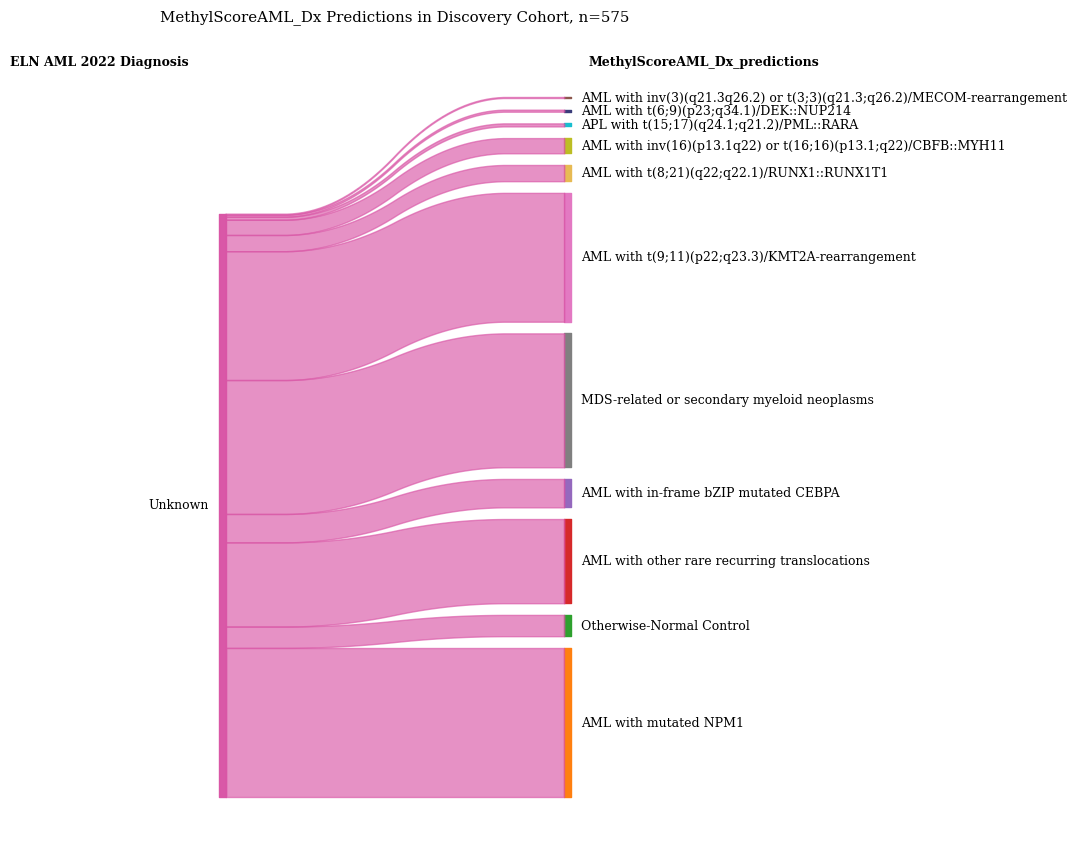 MethylScoreAML_Dx Predictions in Discovery Cohort, n=575
ELN AML 2022 Diagnosis
MethylScoreAML_Dx_predictions
AML with inv(3)(q21.3q26.2) or t(3;3)(q21.3;q26.2)/MECOM-rearrangement
AML with t(6;9)(p23;q34.1)/DEK::NUP214
APL with t(15;17)(q24.1;q21.2)/PML::RARA
AML with inv(16)(p13.1q22) or t(16;16)(p13.1;q22)/CBFB::MYH11
AML with t(8;21)(q22;q22.1)/RUNX1::RUNX1T1
AML with t(9;11)(p22;q23.3)/KMT2A-rearrangement
MDS-related or secondary myeloid neoplasms
AML with in-frame bZIP mutated CEBPA
Unknown
AML with other rare recurring translocations
Otherwise-Normal Control
AML with mutated NPM1